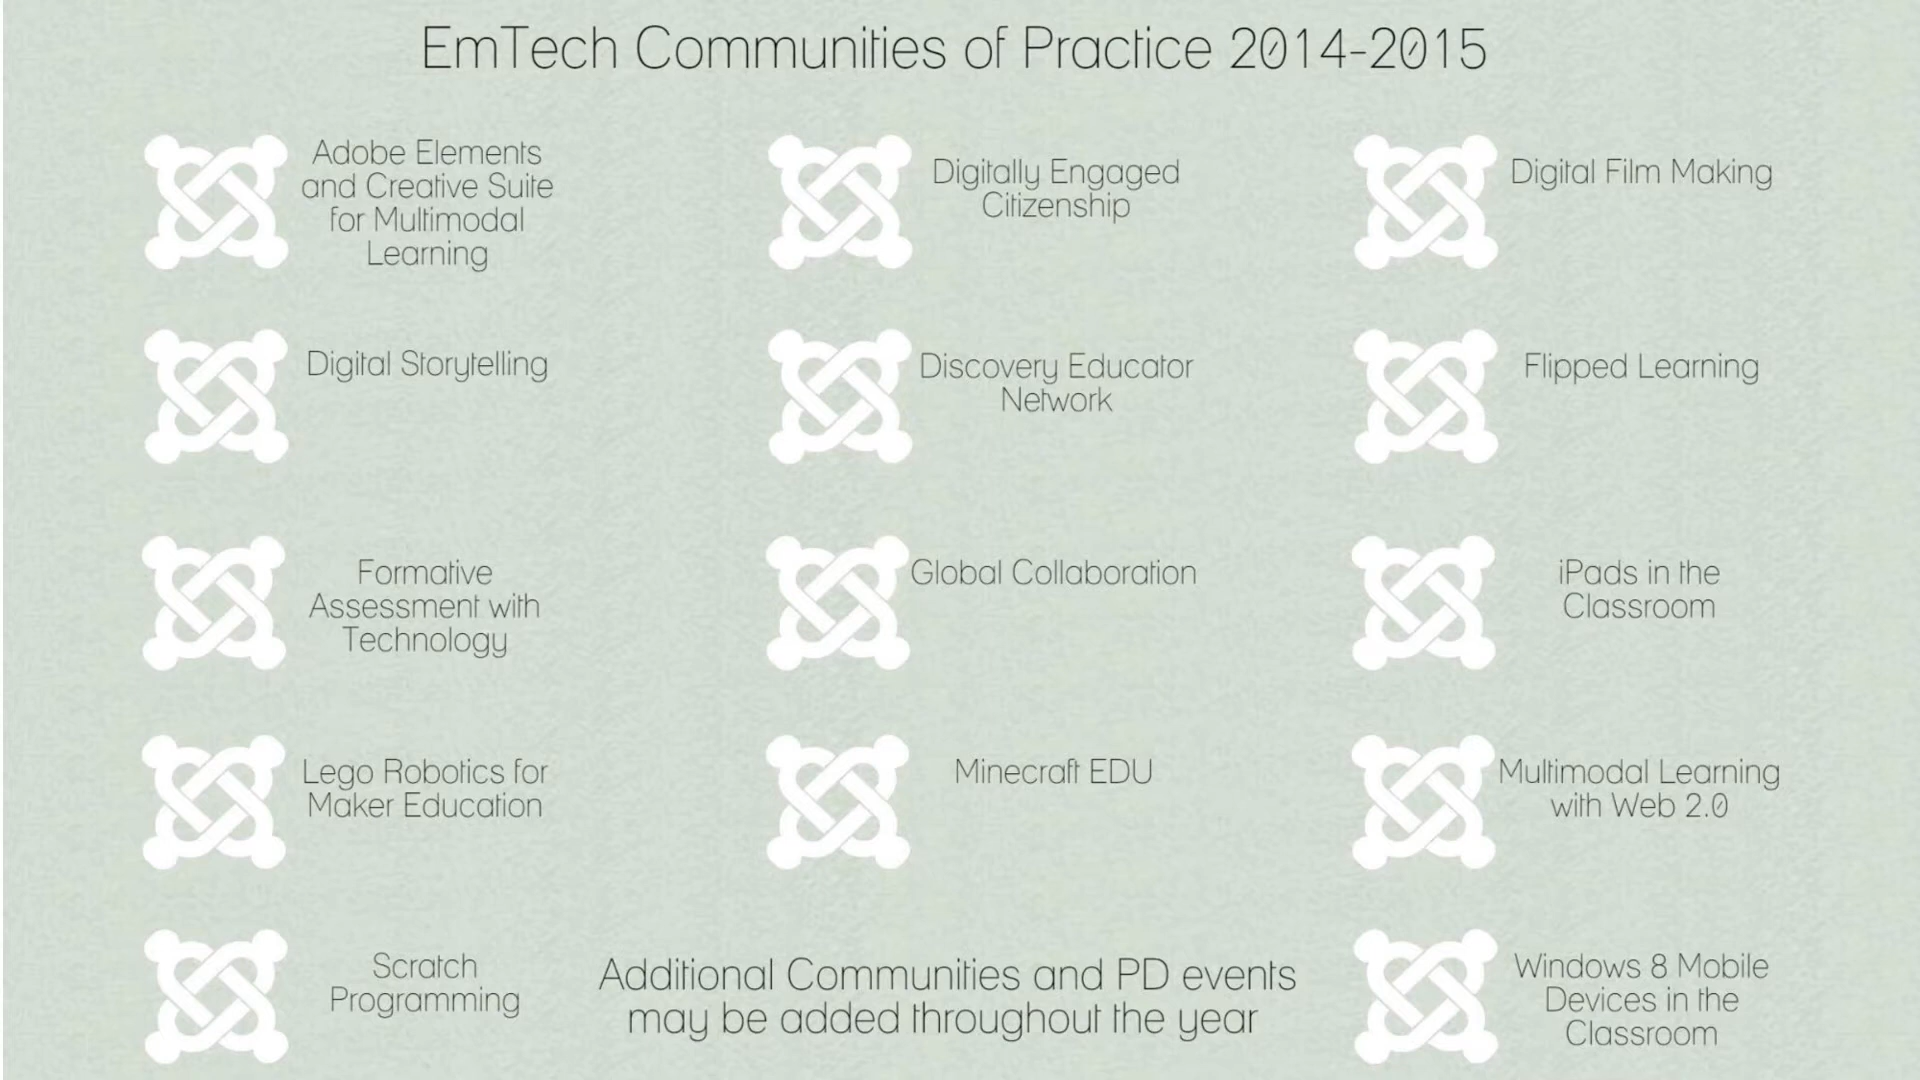 EmTech Communities of Practice 2014-2015
Adobe Elements
and Creative Suite
for Multimodal
Learning
Digitally Engaged
Citizenship
Digital Film Making
Digital Storytelling
Discovery Educator
Network
Flipped Learning
Formative
Assessment with
Technology
Global Collaboration
iPads in the
Classroom
Lego Robotics for
Maker Education
Minecraft EDU
Multimodal Learning
with Web 2.0
Scratch
Programming
Additional Communities and PD events
may be added throughout the year
Windows 8 Mobile
Devices in the
Classroom